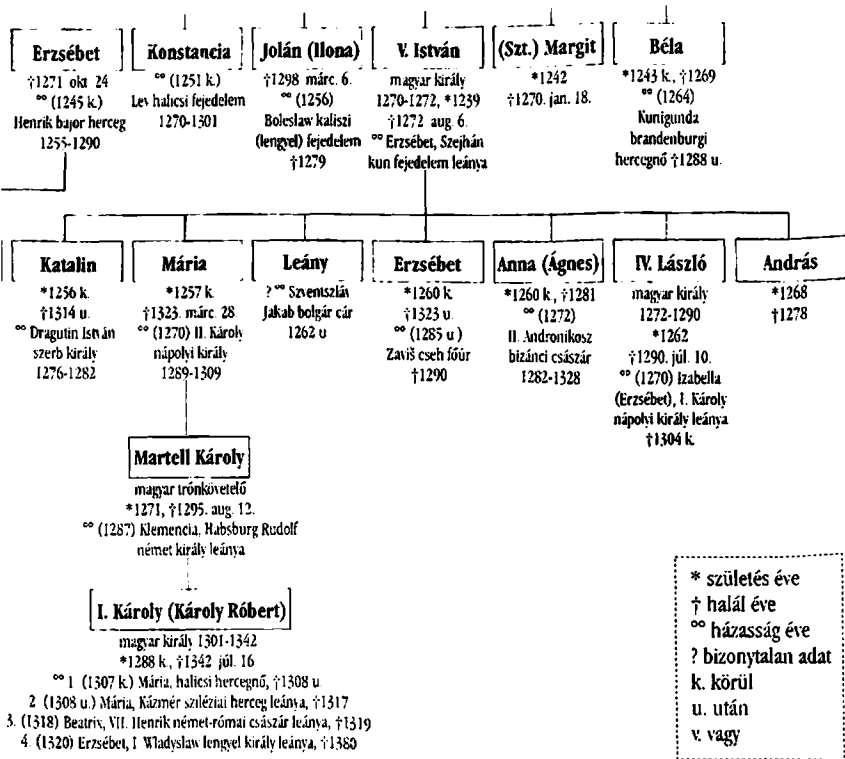 Erzsébet
†1271 okt 24
∞ (1245 k.)
Henrik bajor herceg
1255-1290
Konstancia
∞ (1251 k.)
Lev halicsi fejedelem
1270-1301
Jolán (Ilona)
†1298 márc. 6.
∞ (1256)
Boleslaw kaliszi
(lengyel) fejedelem
†1279
V. István
magyar király
1270-1272, *1239
†1272 aug. 6.
∞ Erzsébet, Szejhán
kun fejedelem leánya
(Szt.) Margit
*1242
†1270. jan. 18.
Béla
*1243 k., †1269
∞ (1264)
Kunigunda
brandenburgi
hercegnő †1288 u.
Katalin
*1256 k.
†1314 u.
∞ Dragutin István
szerb király
1276-1282
Mária
*1257 k.
†1323. márc. 28.
∞ (1270) II. Károly
nápolyi király
1289-1309
Leány
? ∞ Szventszláv
Jakab bolgár cár
1262 u
Erzsébet
*1260 k.
†1323 u.
∞ (1285 u)
Zaviš cseh főúr
†1290
Anna (Ágnes)
*1260 k., †1281
∞ (1272)
II. Andronikosz
bizánci császár
1282-1328
IV. László
magyar király
1272-1290
*1262
†1290. júl. 10.
∞ (1270) Izabella
(Erzsébet), I. Károly
nápolyi király leánya
†1304 k.
András
*1268
†1278
Martell Károly
magyar trónkövetelő
*1271, †1295. aug. 12.
∞ (1287) Klemencia, Habsburg Rudolf
német király leánya
I. Károly (Károly Róbert)
magyar király 1301-1342
*1288 k., †1342 júl. 16
∞ 1 (1307 k.) Mária, halicsi hercegnő, †1308 u
2 (1308 u.) Mária, Kázmér sziléziai herceg leánya, †1317
3. (1318) Beatrix, VII. Henrik német-római császár leánya, †1319
4. (1320) Erzsébet, I Wladyslaw lengyel király leánya, †1380
* születés éve
† halál éve
∞ házasság éve
? bizonytalan adat
k. körül
u. után
v. vagy